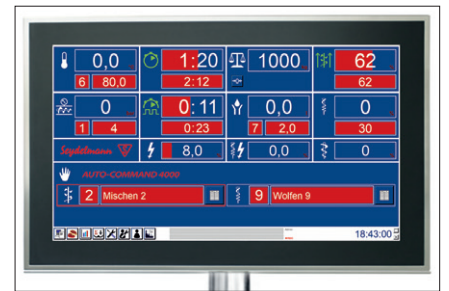 0,0 1:20 1000 62
6 80,0 2:12 62
0 0:11 0,0 0
1 4 0:23 7 2,0 30
Seydelmann 8,0 0,0 0
AUTO-COMMAND 4000
2 Mischen 2 9 Wolfen 9
18:43:00